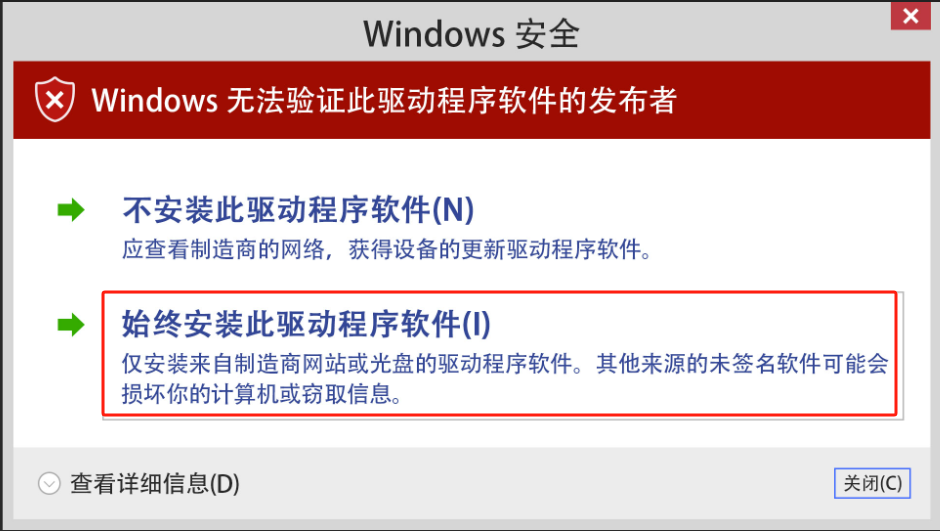 Windows 安全
Windows 无法验证此驱动程序软件的发布者
不安装此驱动程序软件(N)
应查看制造商的网络，获得设备的更新驱动程序软件。
始终安装此驱动程序软件(I)
仅安装来自制造商网站或光盘的驱动程序软件。其他来源的未签名软件可能会
损坏你的计算机或窃取信息。
查看详细信息(D)
关闭(C)